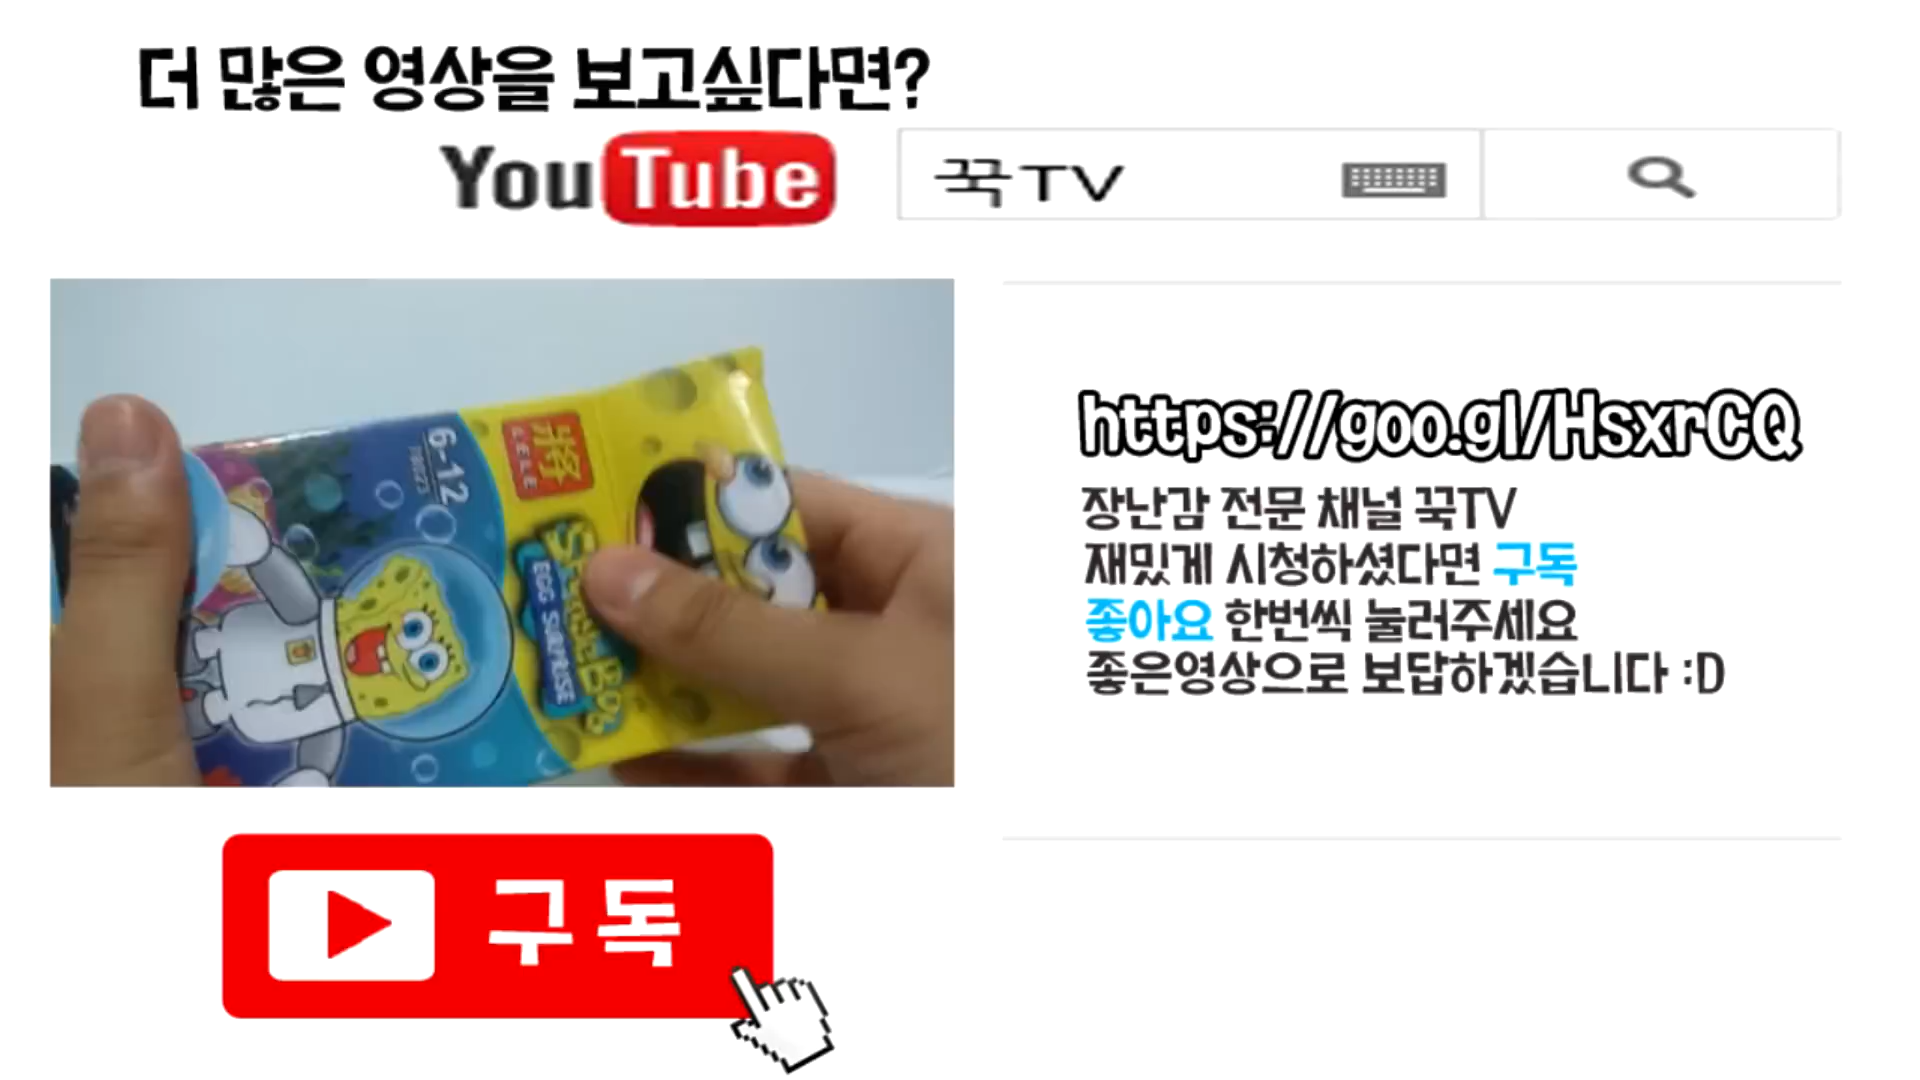 더 많은 영상을 보고싶다면?
YouTube
꾹TV
6-12
EGG SURPRISE
https://goo.gl/HsxrCQ
장난감 전문 채널 꾹TV
재밌게 시청하셨다면 구독
좋아요 한번씩 눌러주세요
좋은영상으로 보답하겠습니다 :D
구독